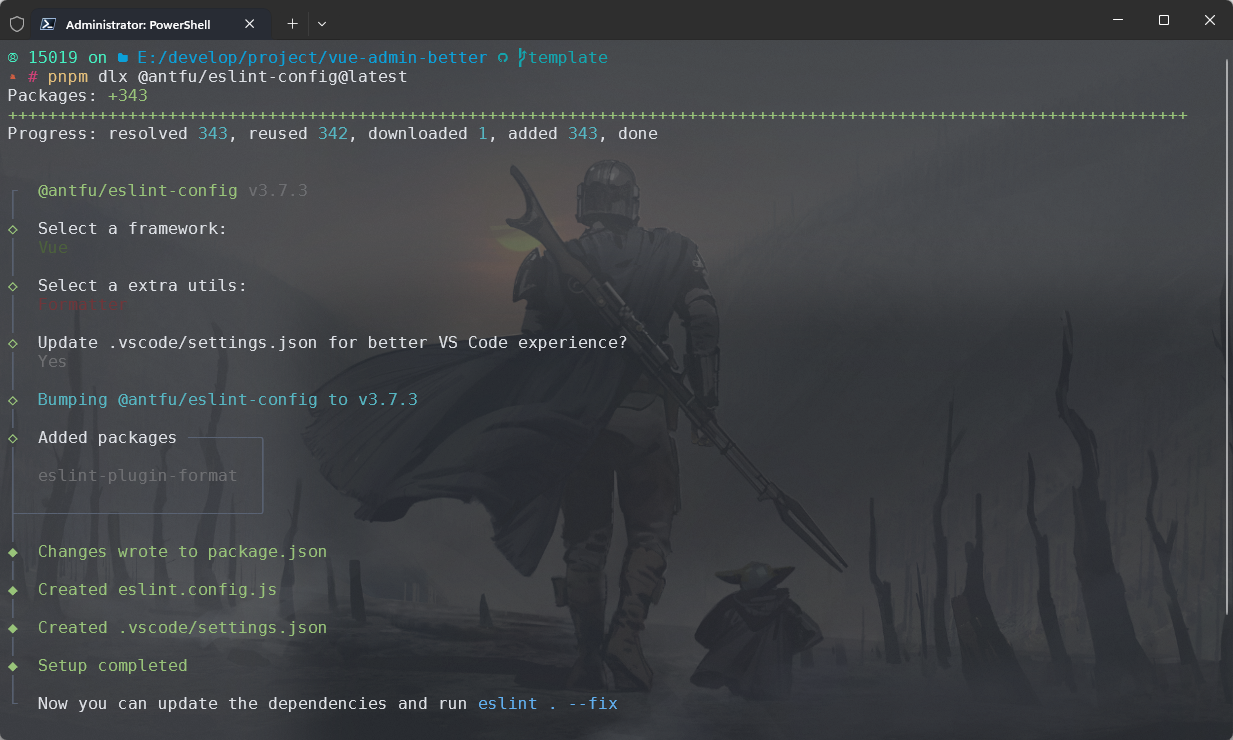 Administrator: PowerShell
15019 on E:/develop/project/vue-admin-better template
# pnpm dlx @antfu/eslint-config@latest
Packages: +343
++++++++++++++++++++++++++++++++++++++++++++++++++++++++++++++++++++++++++++++++++++++++++++++++++++++++++++++++++++++
Progress: resolved 343, reused 342, downloaded 1, added 343, done
@antfu/eslint-config v3.7.3
Select a framework:
Vue
Select a extra utils:
Formatter
Update .vscode/settings.json for better VS Code experience?
Yes
Bumping @antfu/eslint-config to v3.7.3
Added packages
eslint-plugin-format
Changes wrote to package.json
Created eslint.config.js
Created .vscode/settings.json
Setup completed
Now you can update the dependencies and run eslint . --fix